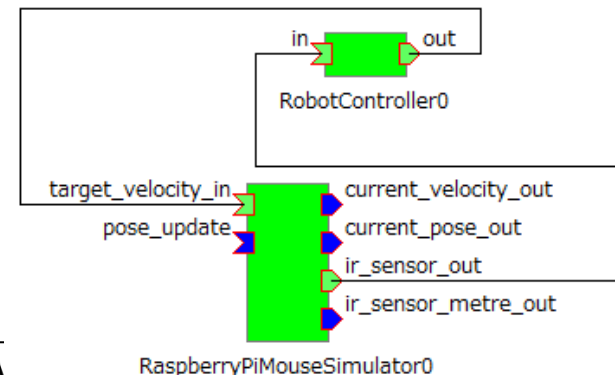 in
out
RobotController0
target_velocity_in
current_velocity_out
pose_update
current_pose_out
ir_sensor_out
ir_sensor_metre_out
RaspberryPiMouseSimulator0